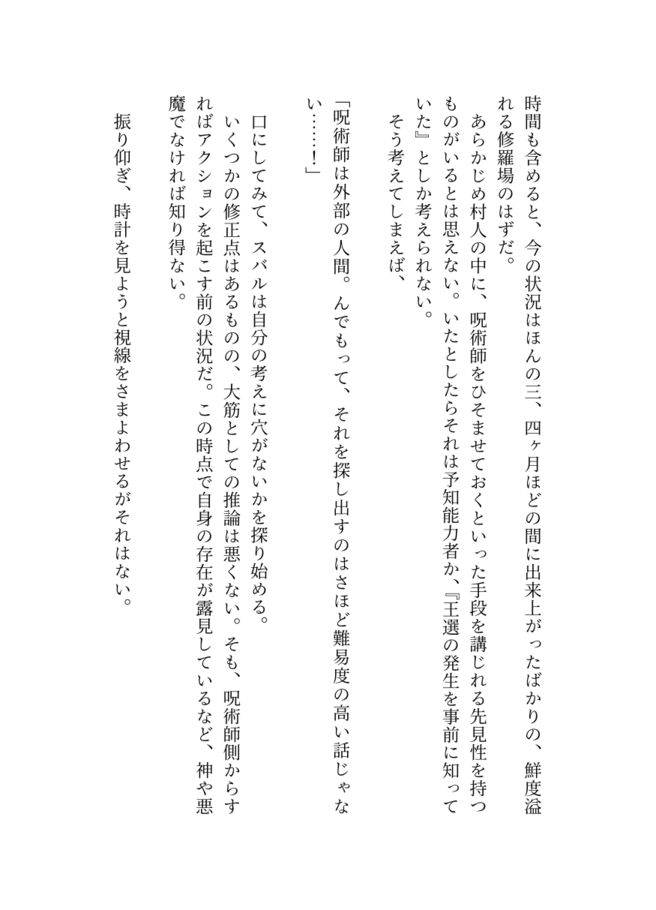 時間も含めると、今の状況はほんの三、四ヶ月ほどの間に出来上がったばかりの、鮮度溢
れる修羅場のはずだ。
　あらかじめ村人の中に、呪術師をひそませておくといった手段を講じれる先見性を持つ
ものがいるとは思えない。いたとしたらそれは予知能力者か、『王選の発生を事前に知って
いた』としか考えられない。
　そう考えてしまえば、
「呪術師は外部の人間。んでもって、それを探し出すのはさほど難易度の高い話じゃな
い……！」
　口にしてみて、スバルは自分の考えに穴がないかを探り始める。
　いくつかの修正点はあるものの、大筋としての推論は悪くない。そも、呪術師側からす
ればアクションを起こす前の状況だ。この時点で自身の存在が露見しているなど、神や悪
魔でなければ知り得ない。
　振り仰ぎ、時計を見ようと視線をさまよわせるがそれはない。